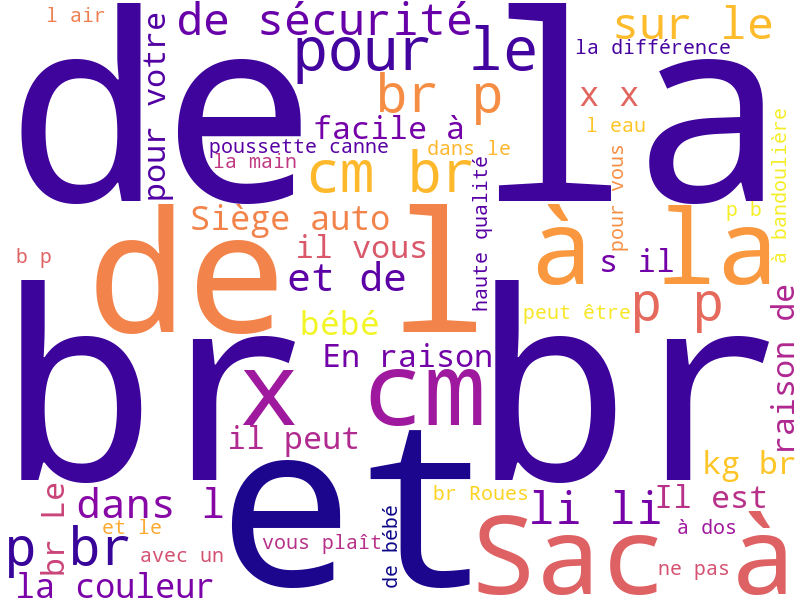 l air
de sécurité
sur le
pour votre
de la
pour le
la différence
br p
x x
facile à
l eau
à bandoulière
poussette canne
dans le
la main
cm br
haute qualité
pour vous
Siège auto
p b
de l
à la
il vous
b p
et de
s il
bébé
peut être
p p
br br
En raison
raison de
x cm
il peut
et
kg br
br Le
dans l
br Roues
li li
Il est
et le
de bébé
Sac à
à dos
p br
avec un
vous plaît
ne pas
la couleur